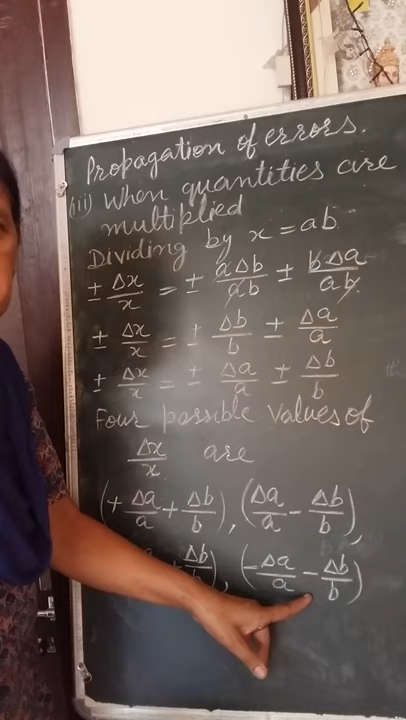 Propagation of errors.
(iii) When quantities are
multiplied
Dividing by x = ab
± Δx/x = ± aΔb/ab ± bΔa/ab
± Δx/x = ± Δb/b ± Δa/a
± Δx/x = ± Δa/a ± Δb/b
Four possible values of
Δx/x are
(+ Δa/a + Δb/b), (Δa/a - Δb/b),
a + Δb/b), (-Δa/a - Δb/b)